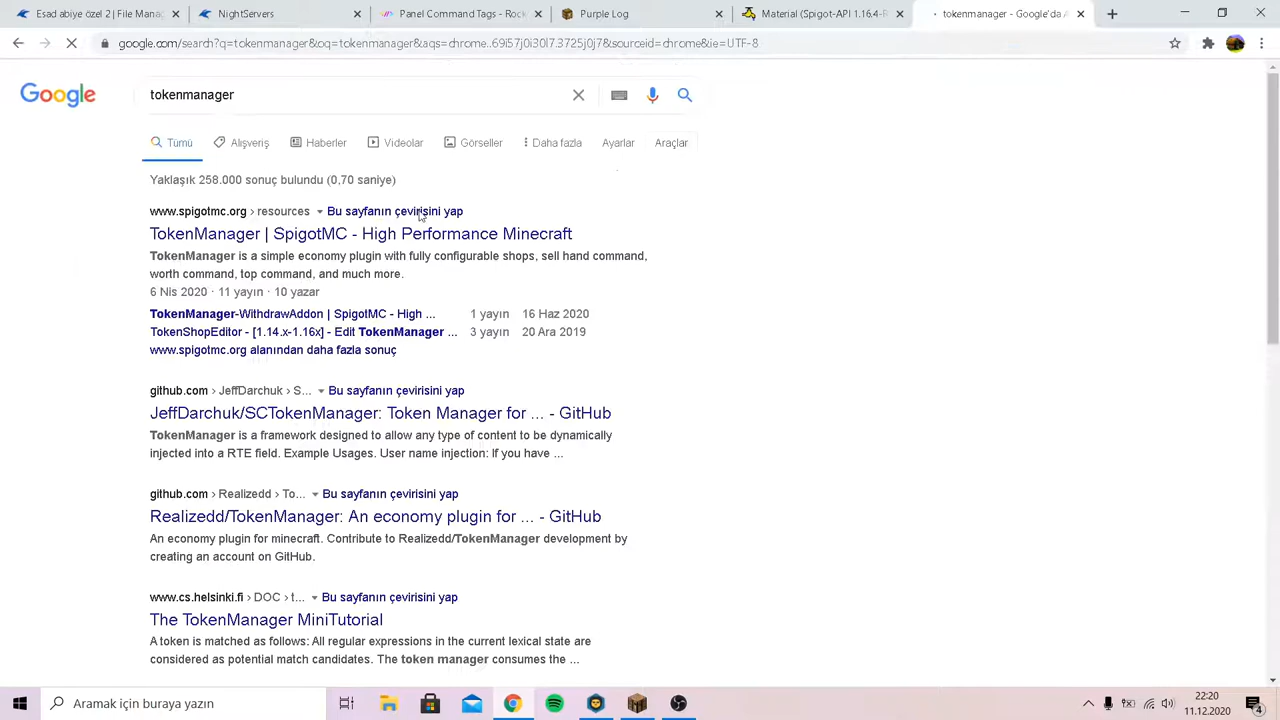 Esad abiye özel 2 | File Manag
NightServers
Panel Command Tags - Rock
Purple Log
Material (Spigot-API 1.16.4-R
tokenmanager - Google'da A
google.com/search?q=tokenmanager&oq=tokenmanager&aqs=chrome..69i57j0i30l7.3725j0j7&sourceid=chrome&ie=UTF-8
Google
tokenmanager
Tümü
Alışveriş
Haberler
Videolar
Görseller
Daha fazla
Ayarlar
Araçlar
Yaklaşık 258.000 sonuç bulundu (0,70 saniye)
www.spigotmc.org › resources Bu sayfanın çevirisini yap
TokenManager | SpigotMC - High Performance Minecraft
TokenManager is a simple economy plugin with fully configurable shops, sell hand command,
worth command, top command, and much more.
6 Nis 2020 · 11 yayın · 10 yazar
TokenManager-WithdrawAddon | SpigotMC - High ... 1 yayın 16 Haz 2020
TokenShopEditor - [1.14.x-1.16x] - Edit TokenManager ... 3 yayın 20 Ara 2019
www.spigotmc.org alanından daha fazla sonuç
github.com › JeffDarchuk › S... Bu sayfanın çevirisini yap
JeffDarchuk/SCTokenManager: Token Manager for ... - GitHub
TokenManager is a framework designed to allow any type of content to be dynamically
injected into a RTE field. Example Usages. User name injection: If you have ...
github.com › Realizedd › To... Bu sayfanın çevirisini yap
Realizedd/TokenManager: An economy plugin for ... - GitHub
An economy plugin for minecraft. Contribute to Realizedd/TokenManager development by
creating an account on GitHub.
www.cs.helsinki.fi › DOC › t... Bu sayfanın çevirisini yap
The TokenManager MiniTutorial
A token is matched as follows: All regular expressions in the current lexical state are
considered as potential match candidates. The token manager consumes the ...
Aramak için buraya yazın
22:20
11.12.2020
4